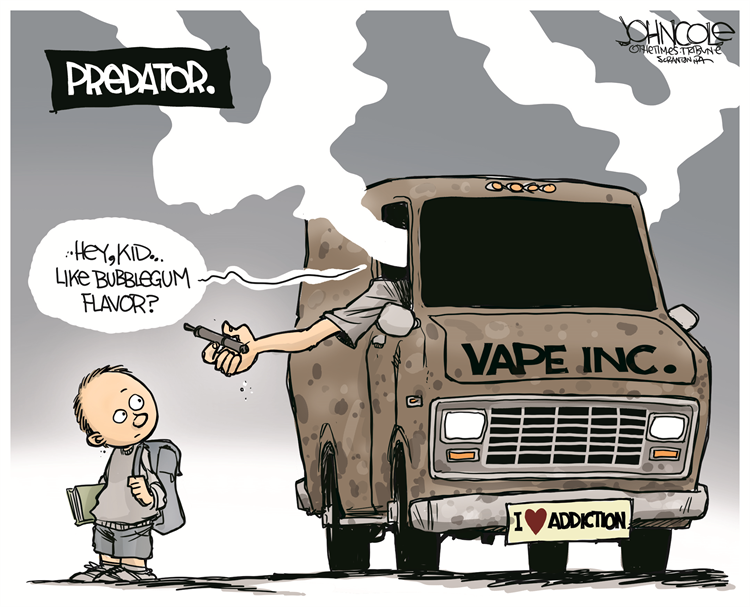 JOHN COLE
©THE TIMES-TRIBUNE
SCRANTON PA
PREDATOR.
..HEY, KID...
LIKE BUBBLEGUM
FLAVOR?
VAPE INC.
I ♥ ADDICTION